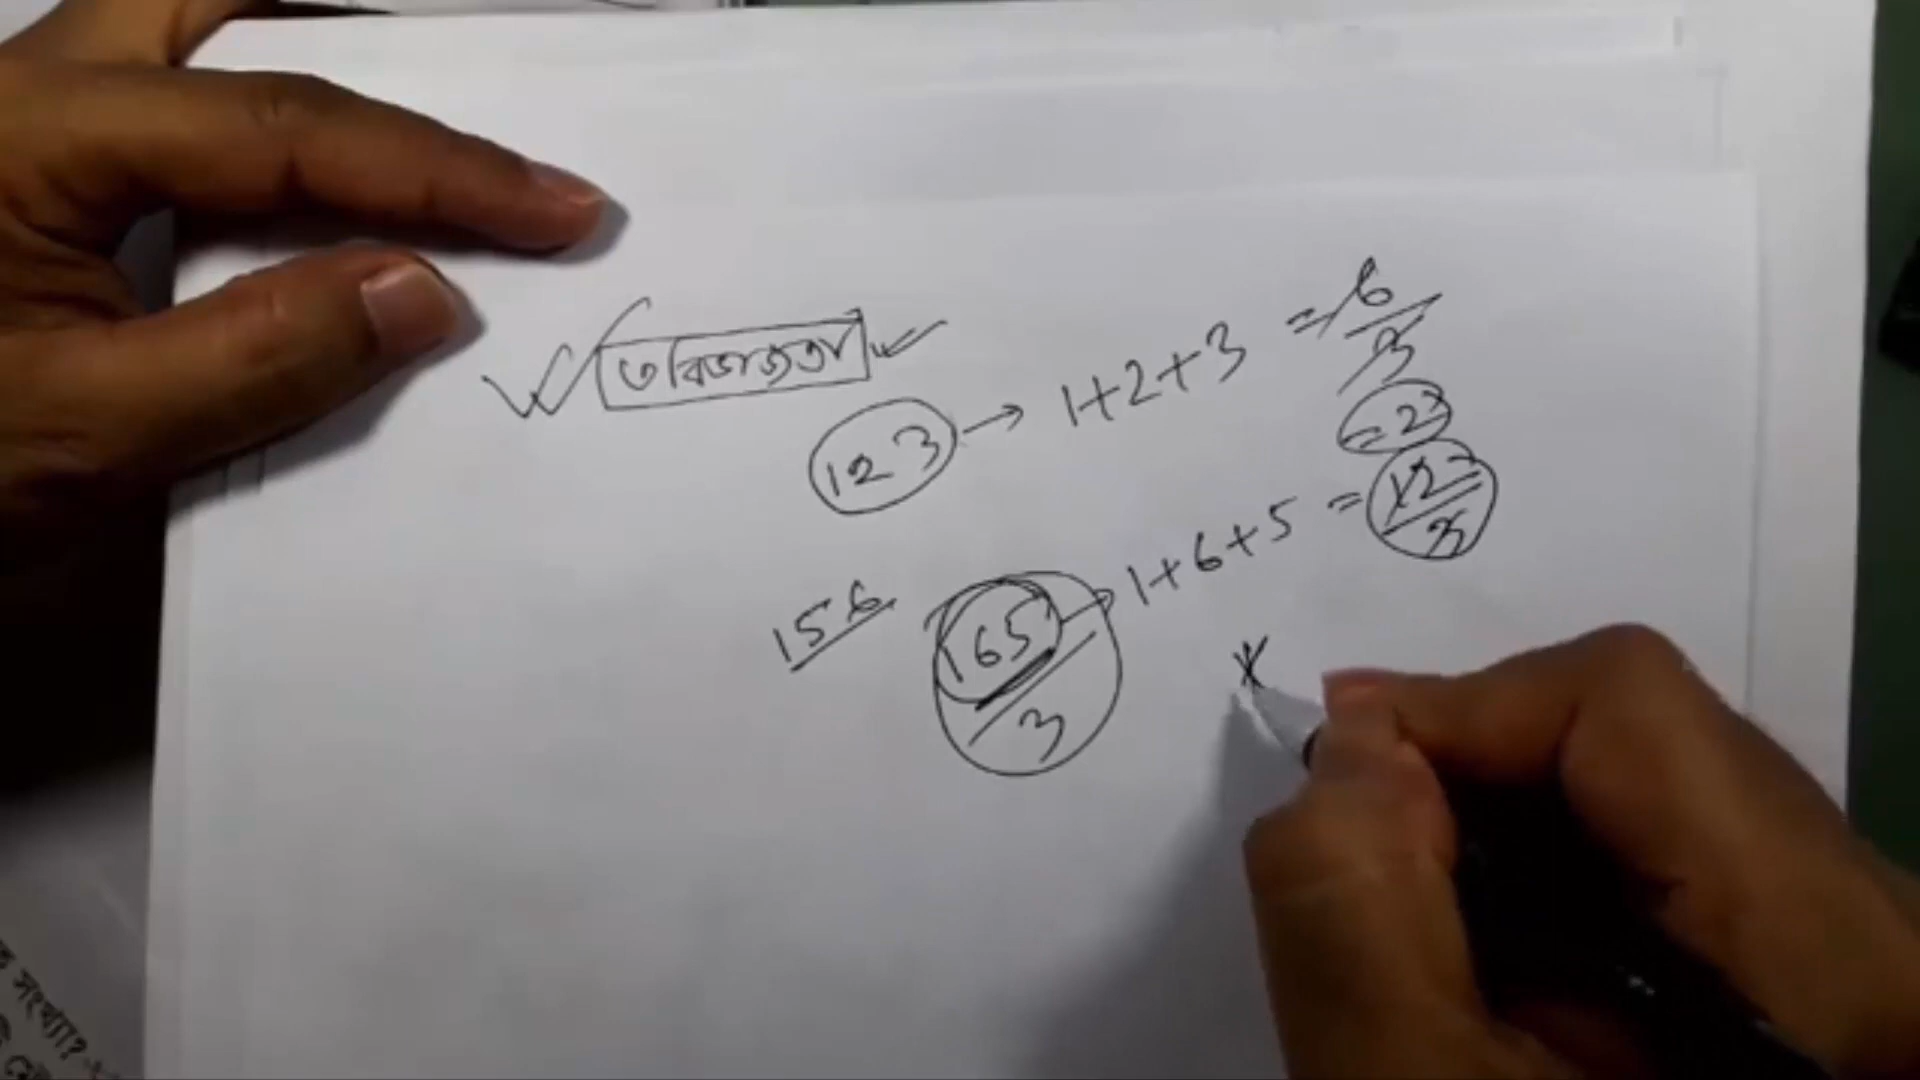 ত বিভাজ্যতা
123 → 1+2+3 = 6/3
= 2
156 165/3 → 1+6+5 = 12/3
*
সংখ্যা?